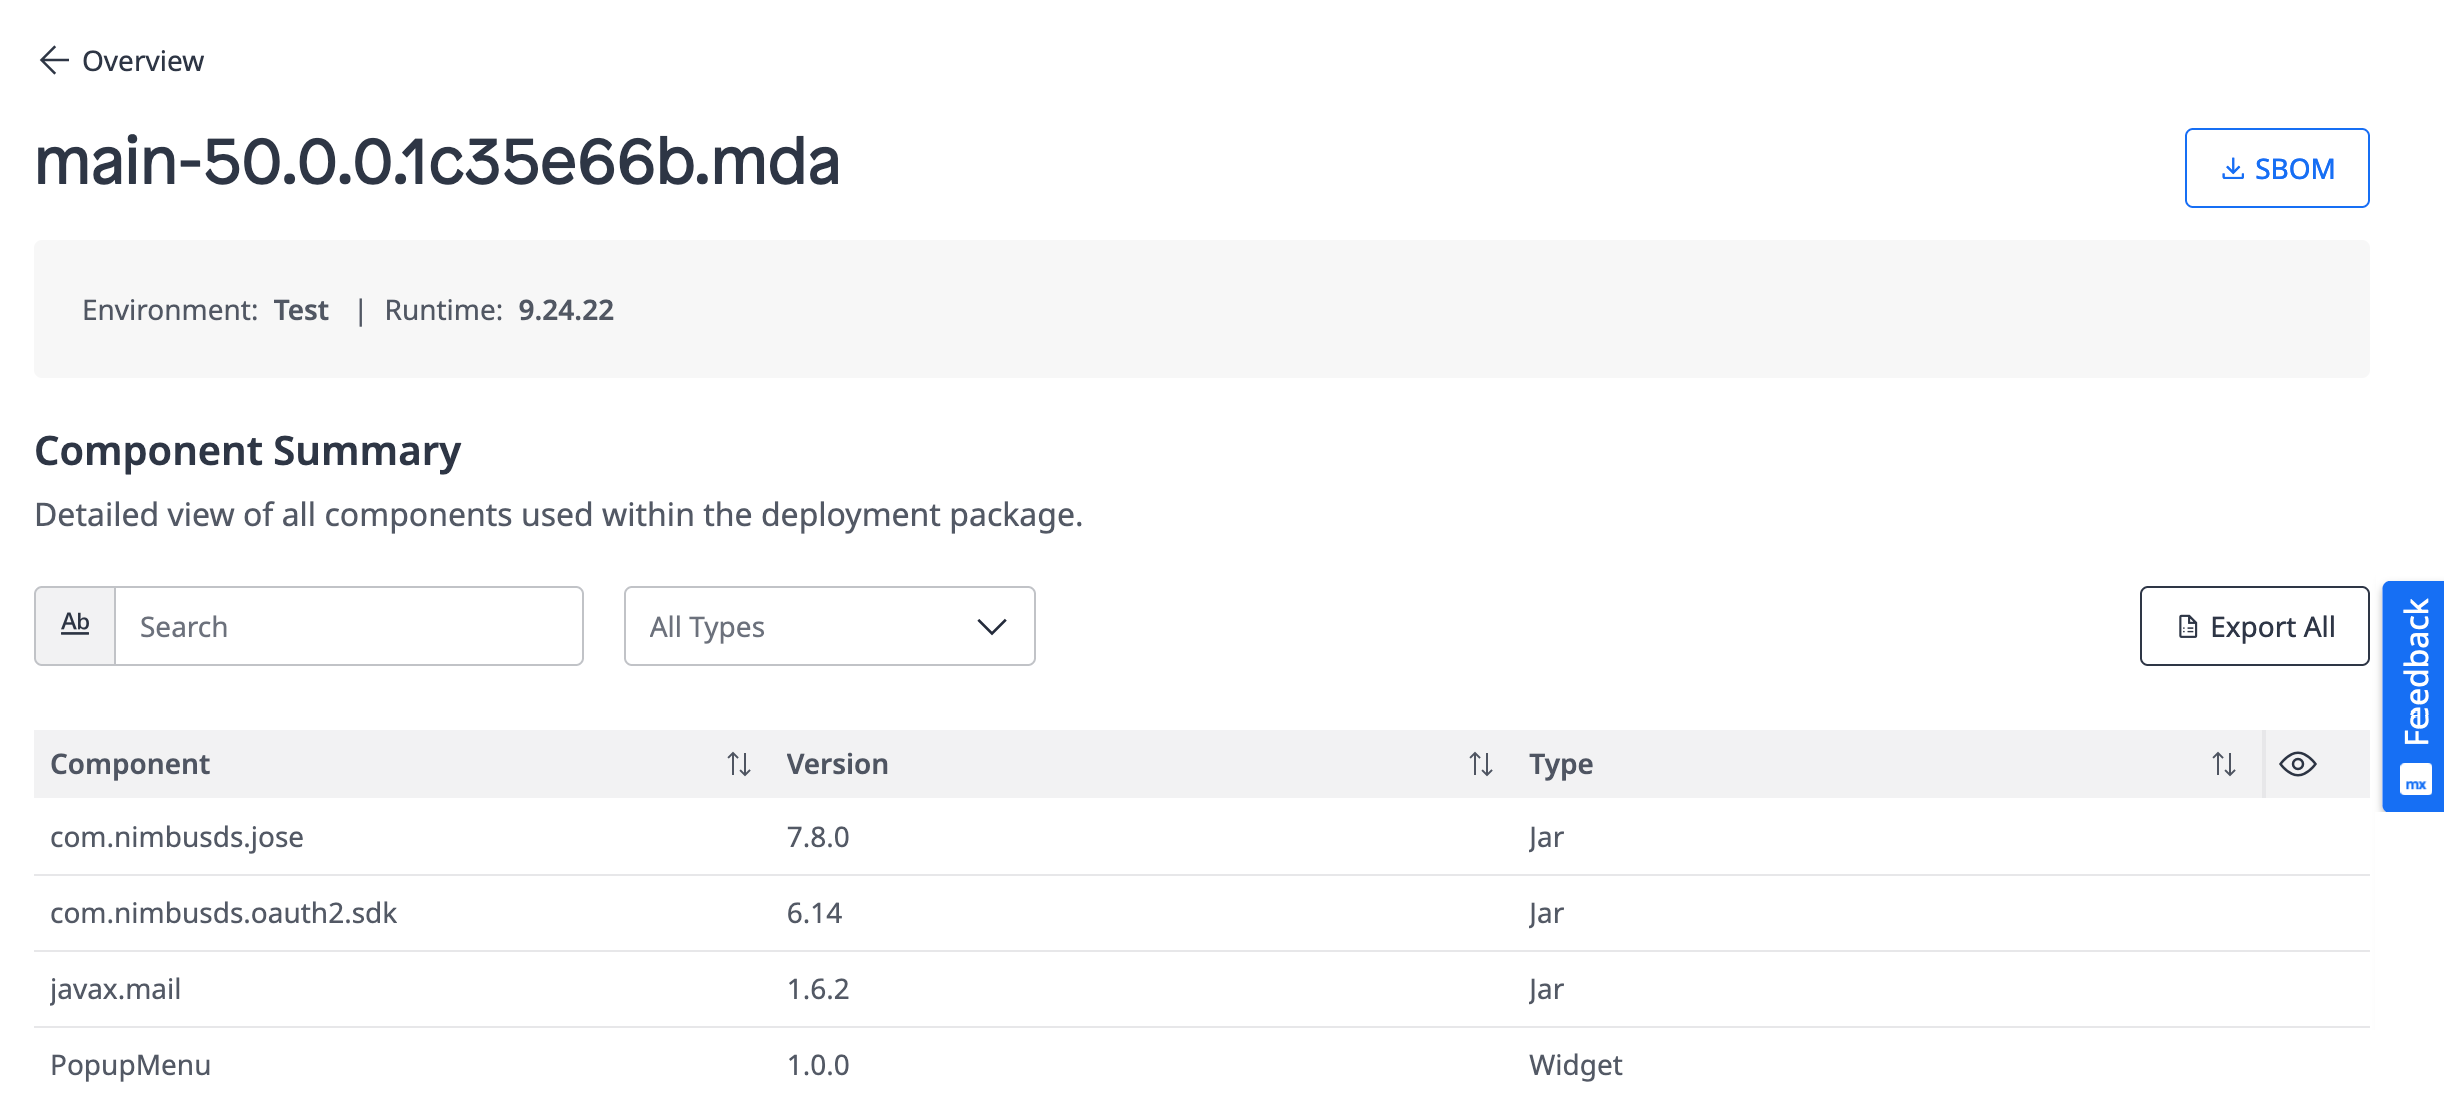 Overview
main-50.0.0.1c35e66b.mda
SBOM
Environment: Test | Runtime: 9.24.22
Component Summary
Detailed view of all components used within the deployment package.
Ab Search All Types Export All
Feedback
mx
Component Version Type
com.nimbusds.jose 7.8.0 Jar
com.nimbusds.oauth2.sdk 6.14 Jar
javax.mail 1.6.2 Jar
PopupMenu 1.0.0 Widget